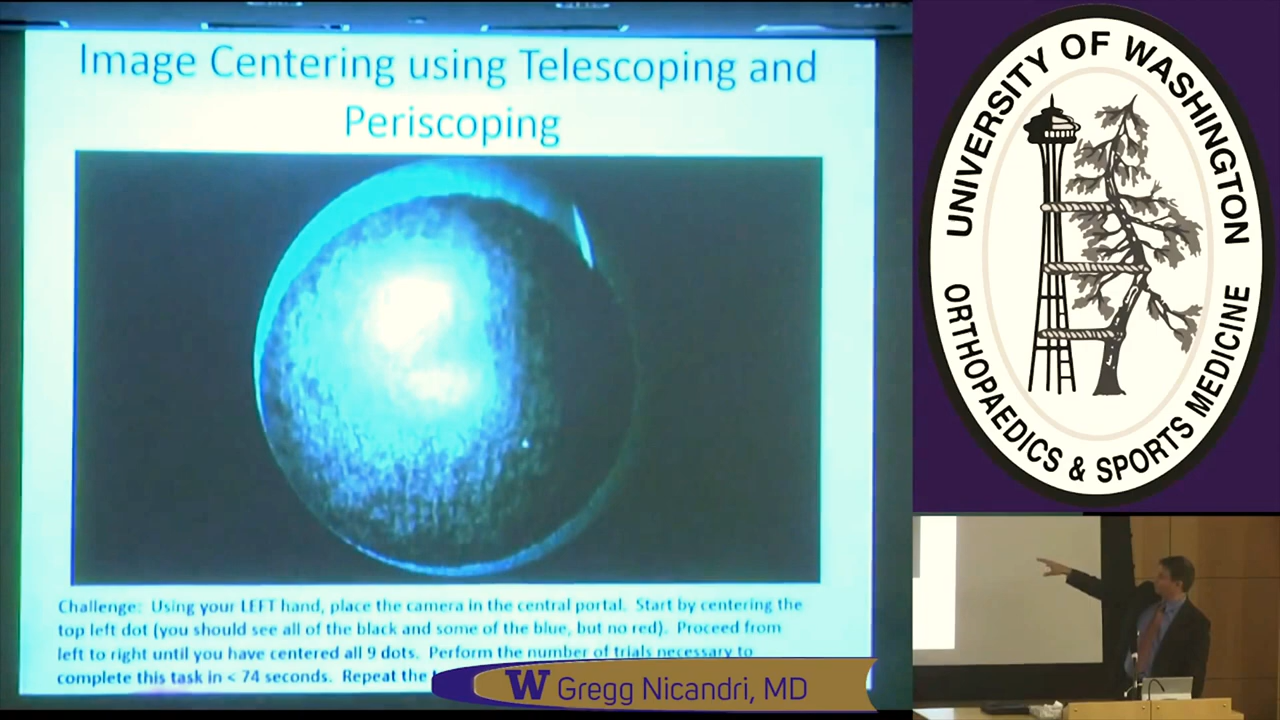 Image Centering using Telescoping and
Periscoping
Challenge: Using your LEFT hand, place the camera in the central portal. Start by centering the
top left dot (you should see all of the black and some of the blue, but no red). Proceed from
left to right until you have centered all 9 dots. Perform the number of trials necessary to
complete this task in < 74 seconds. Repeat the
W Gregg Nicandri, MD
UNIVERSITY OF WASHINGTON
ORTHOPAEDICS & SPORTS MEDICINE